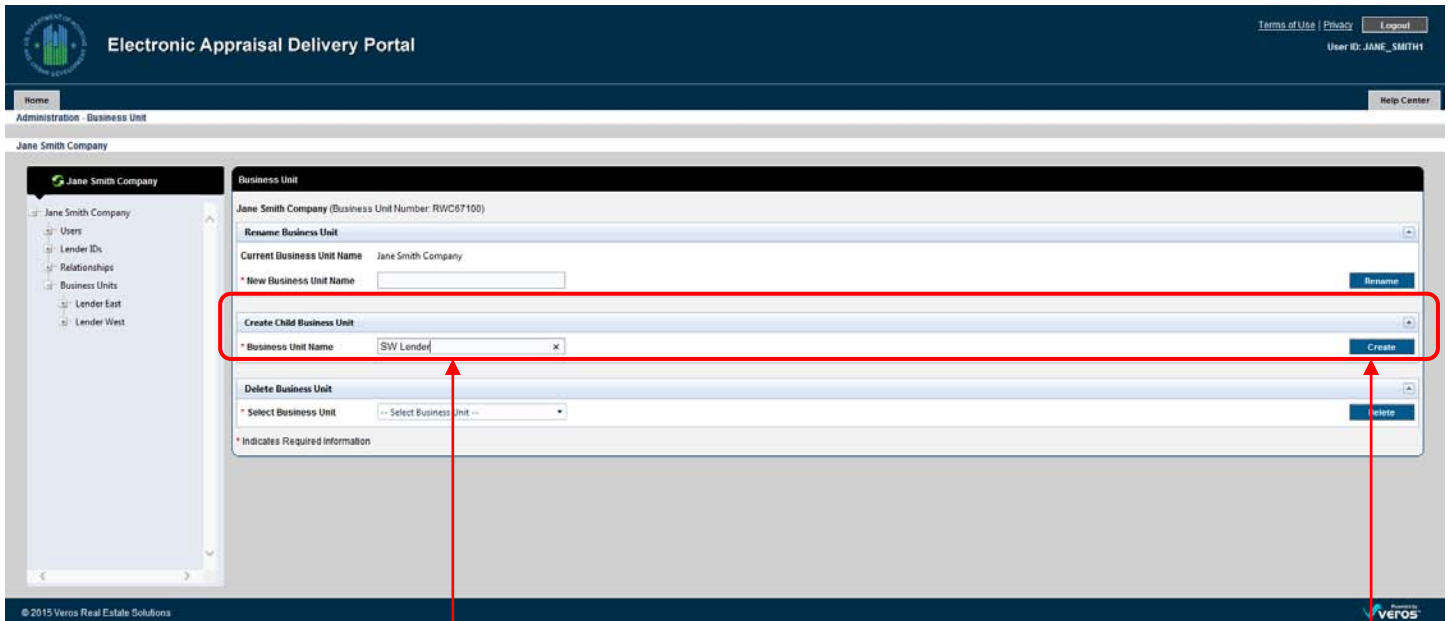 Electronic Appraisal Delivery Portal
Terms of Use | Privacy Logout
User ID: JANE_SMITH1
Home Help Center
Administration - Business Unit
Jane Smith Company
Jane Smith Company
Jane Smith Company
Users
Lender IDs
Relationships
Business Units
Lender East
Lender West
Business Unit
Jane Smith Company (Business Unit Number: RWC67100)
Rename Business Unit
Current Business Unit Name Jane Smith Company
* New Business Unit Name Rename
Create Child Business Unit
* Business Unit Name SW Lender x Create
Delete Business Unit
* Select Business Unit -- Select Business Unit -- Delete
* Indicates Required Information
© 2015 Veros Real Estate Solutions
Powered by
veros